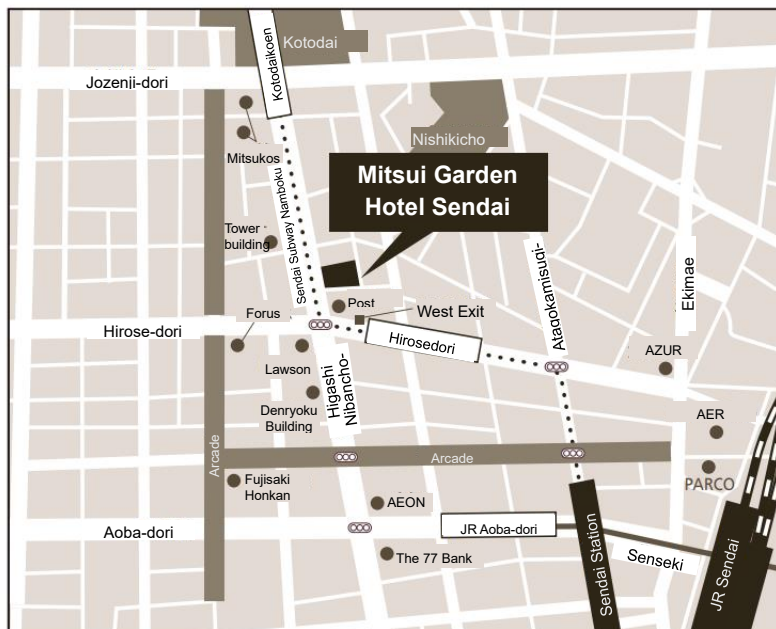 Kotodai
Kotodaikoen
Jozenji-dori
Nishikicho
Mitsukos
Mitsui Garden
Hotel Sendai
Tower
building
Sendai Subway Namboku
Post
West Exit
Forus
Hirose-dori
Hirosedori
Atagokamisugi-
Ekimae
AZUR
Lawson
Higashi
Nibancho-
Denryoku
Building
AER
Arcade
Arcade
PARCO
Fujisaki
Honkan
AEON
Aoba-dori
JR Aoba-dori
The 77 Bank
Sendai Station
Senseki
JR Sendai